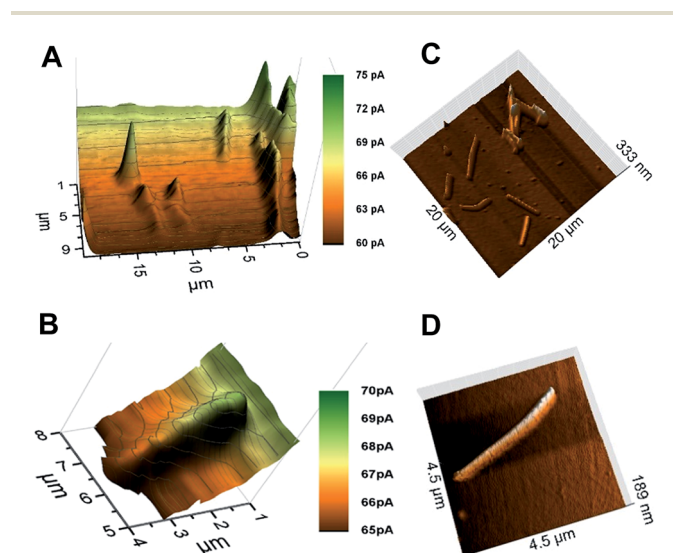 A
75 pA
72 pA
69 pA
66 pA
63 pA
60 pA
1
5
9
µm
15
10
5
0
µm
C
333 nm
20 µm
20 µm
B
70pA
69pA
68pA
67pA
66pA
65pA
8
7
6
5
µm
4
3
2
1
µm
D
4.5 µm
189 nm
4.5 µm